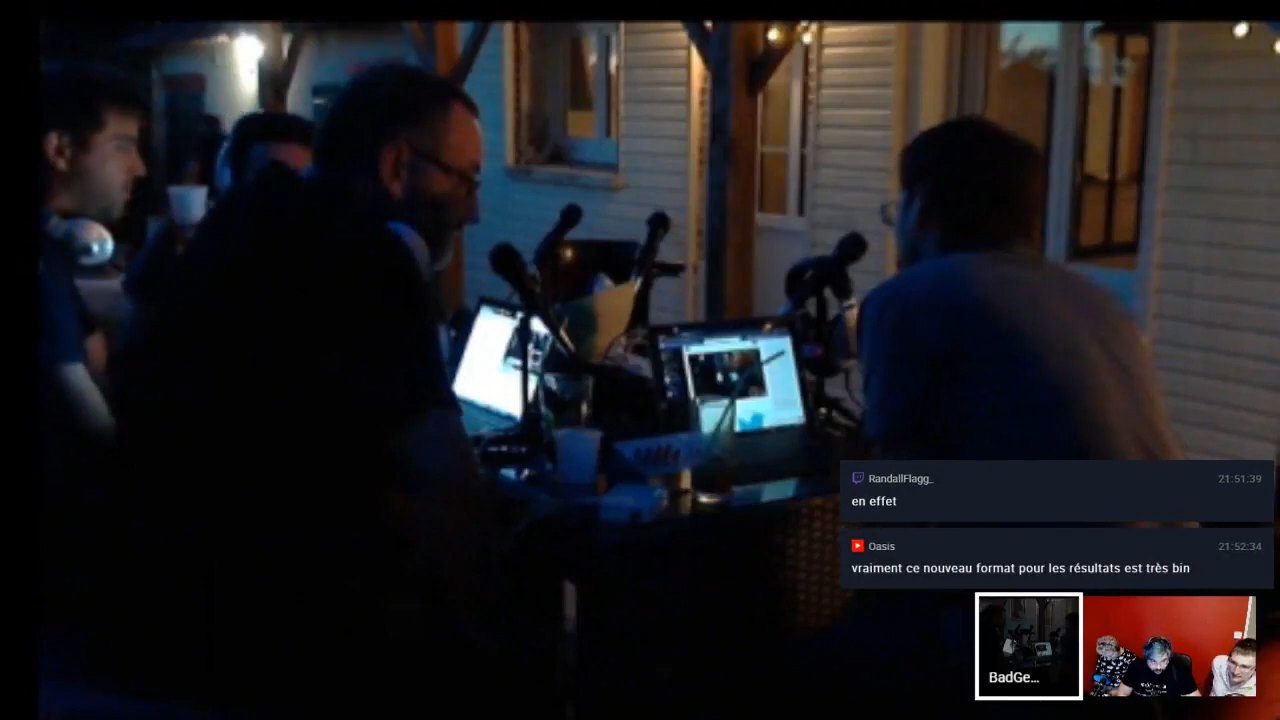 RandallFlagg_ 21:51:39
en effet
Oasis 21:52:34
vraiment ce nouveau format pour les résultats est très bin
BadGe...